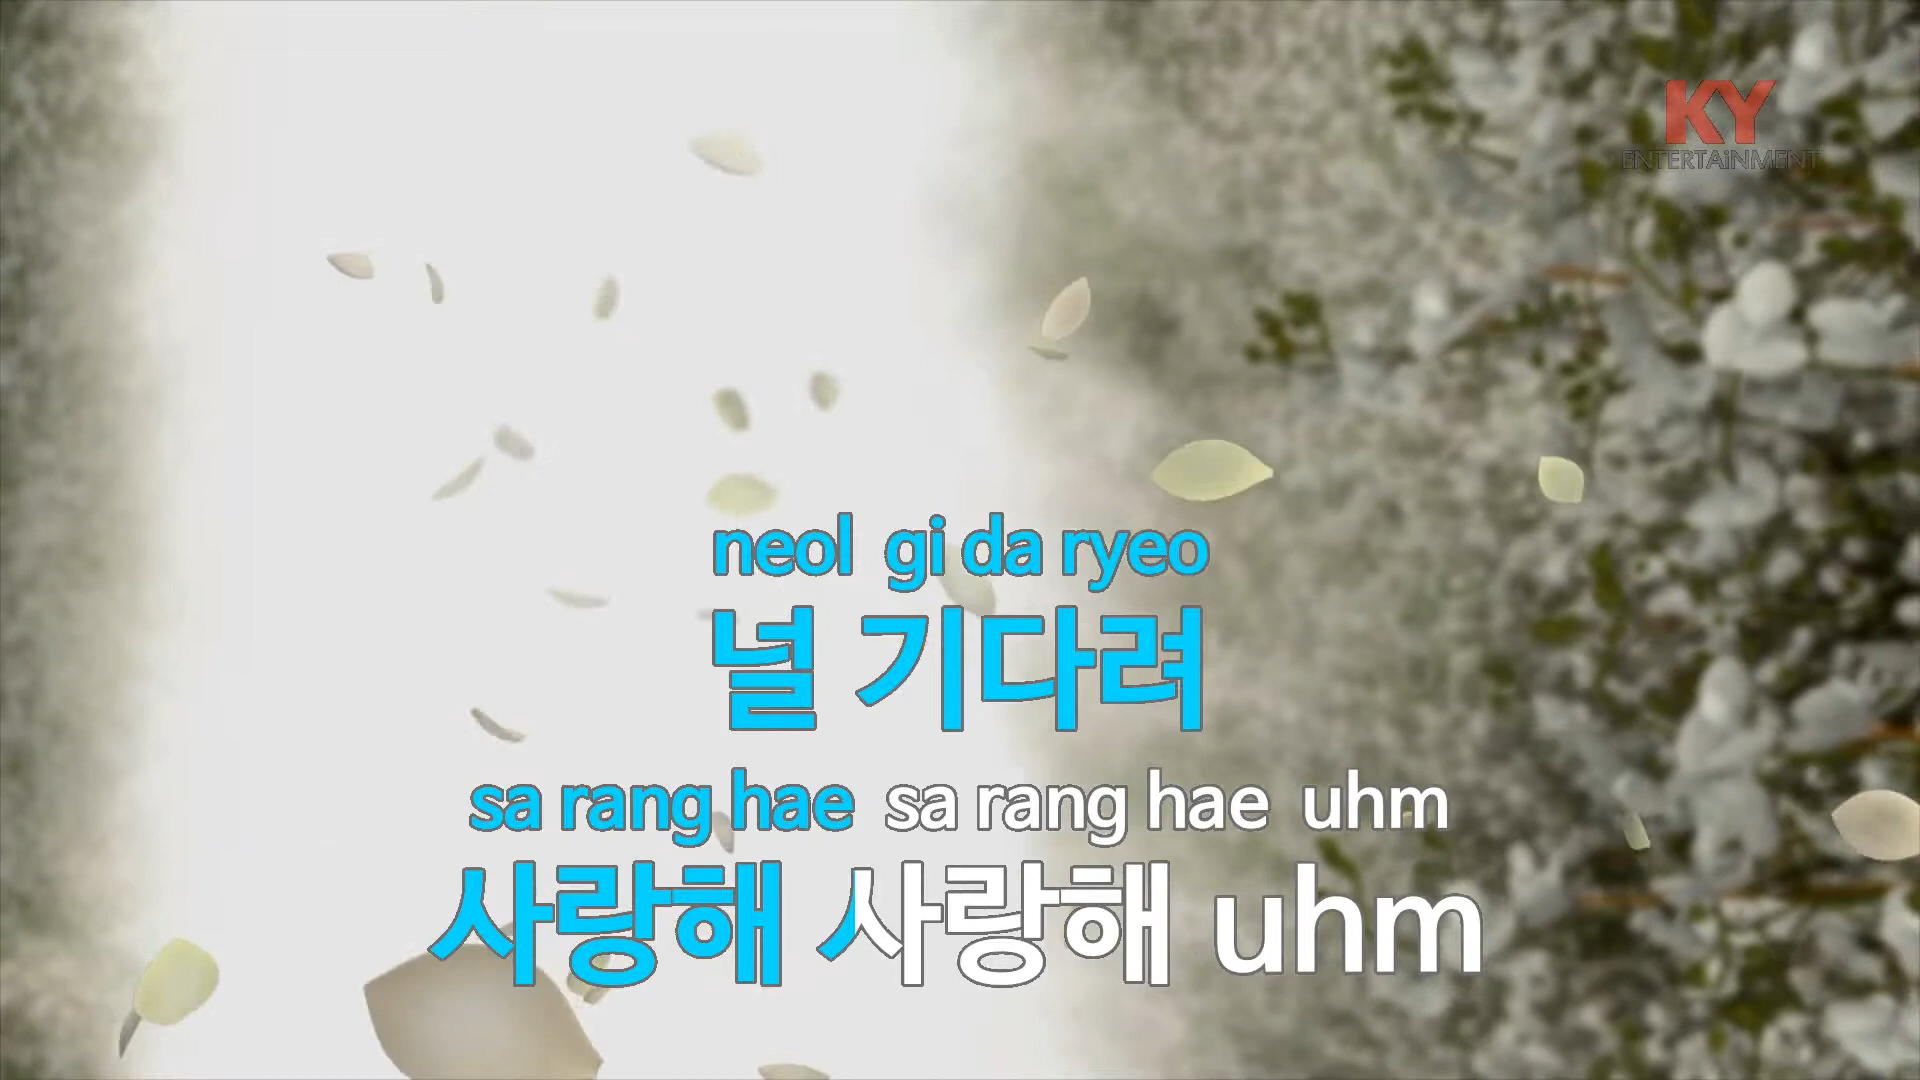 KY
ENTERTAiNMENT
neol gi da ryeo
널 기다려
sa rang hae sa rang hae uhm
사랑해 사랑해 uhm